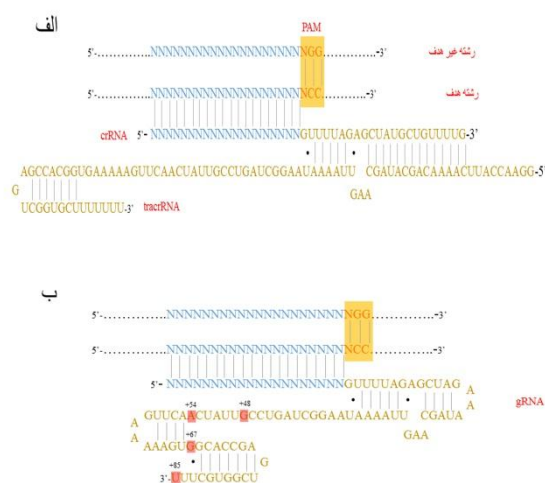 الف
PAM
5'-............NNNNNNNNNNNNNNNNNNNNNGG............-3' رشته غیر هدف
5'-............NNNNNNNNNNNNNNNNNNNNNCC............-3' رشته هدف
crRNA 5'- NNNNNNNNNNNNNNNNNNNNGUUUUAGAGCUAUGCUGUUUUG-3'
AGCCACGGUGAAAAAGUUCAACUAUUGCCUGAUCGGAAUAAAAUU CGAUACGACAAAACUUACCAAGG-5'
G GAA
UCGGUGCUUUUUUU-3' tracrRNA
ب
5'-............NNNNNNNNNNNNNNNNNNNNNGG............-3'
5'-............NNNNNNNNNNNNNNNNNNNNNCC............-3'
5'- NNNNNNNNNNNNNNNNNNNNGUUUUAGAGCUAG
A
A
gRNA
+54 +48
GUUCAACUAUUGCCUGAUCGGAAUAAAAUU CGAUA
A
A
GAA
+67
AAAGUGGCACCGA
+85
G
3'-UUUCGUGGCU